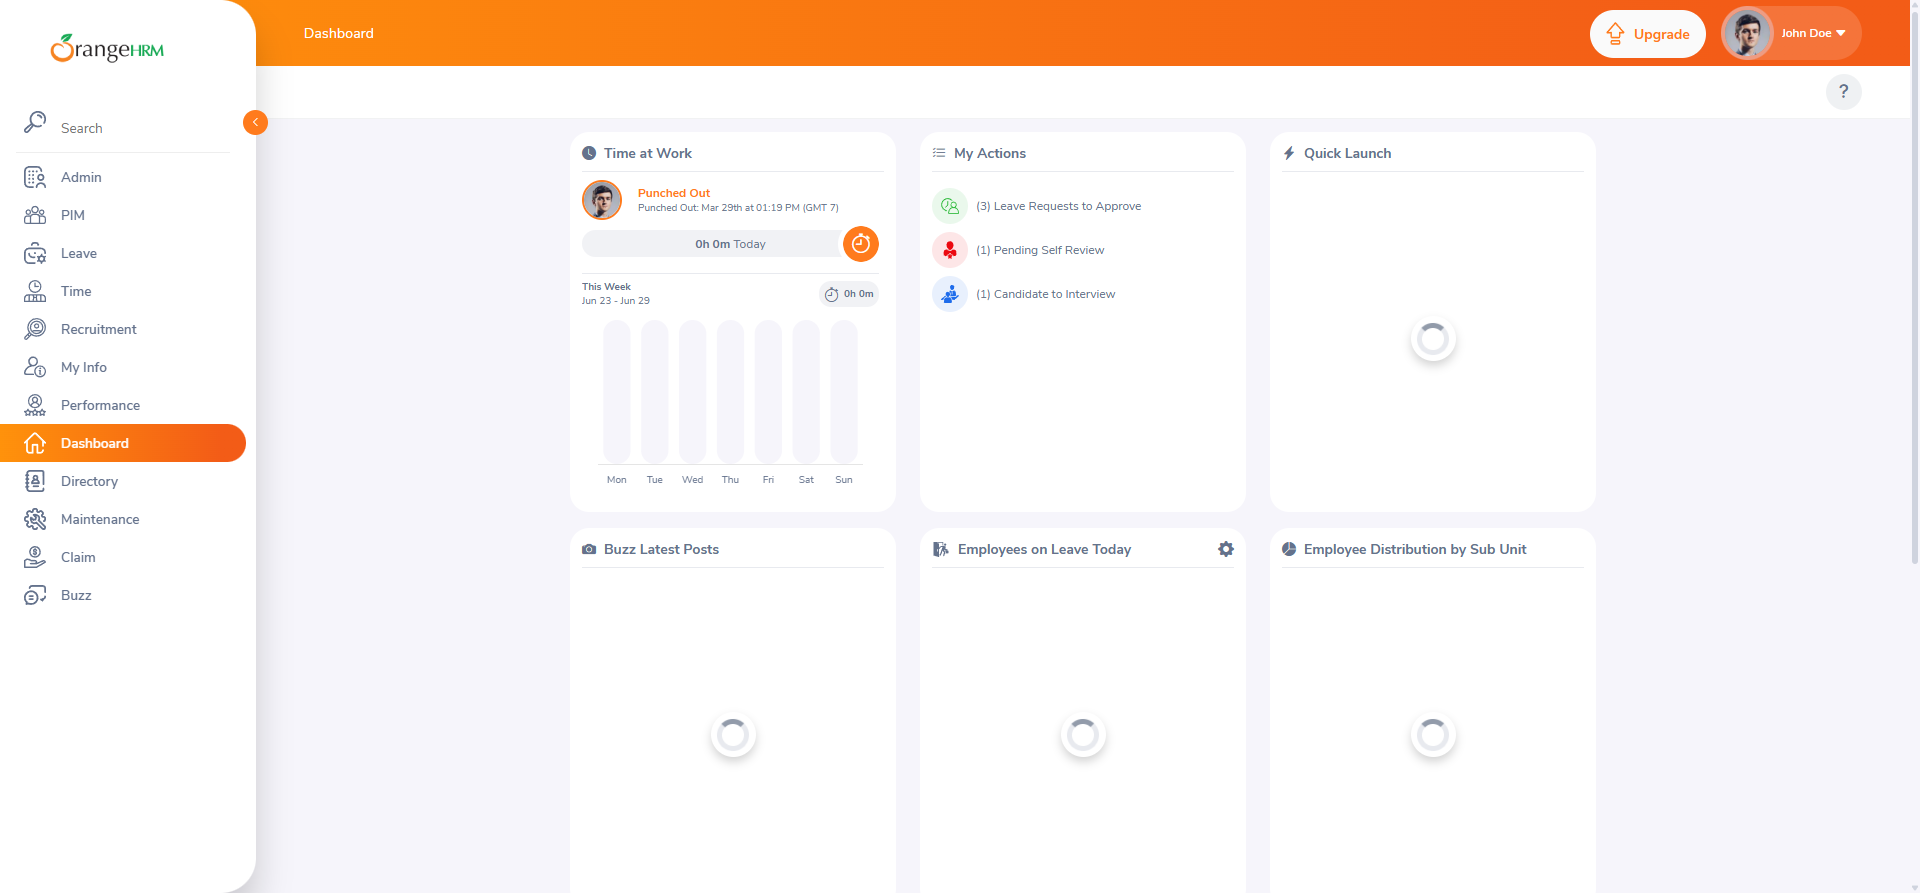 OrangeHRM
Dashboard
Upgrade
John Doe
?
Search
Admin
PIM
Leave
Time
Recruitment
My Info
Performance
Dashboard
Directory
Maintenance
Claim
Buzz
Time at Work
Punched Out
Punched Out: Mar 29th at 01:19 PM (GMT 7)
0h 0m Today
This Week
Jun 23 - Jun 29
0h 0m
Mon Tue Wed Thu Fri Sat Sun
My Actions
(3) Leave Requests to Approve
(1) Pending Self Review
(1) Candidate to Interview
Quick Launch
Buzz Latest Posts
Employees on Leave Today
Employee Distribution by Sub Unit